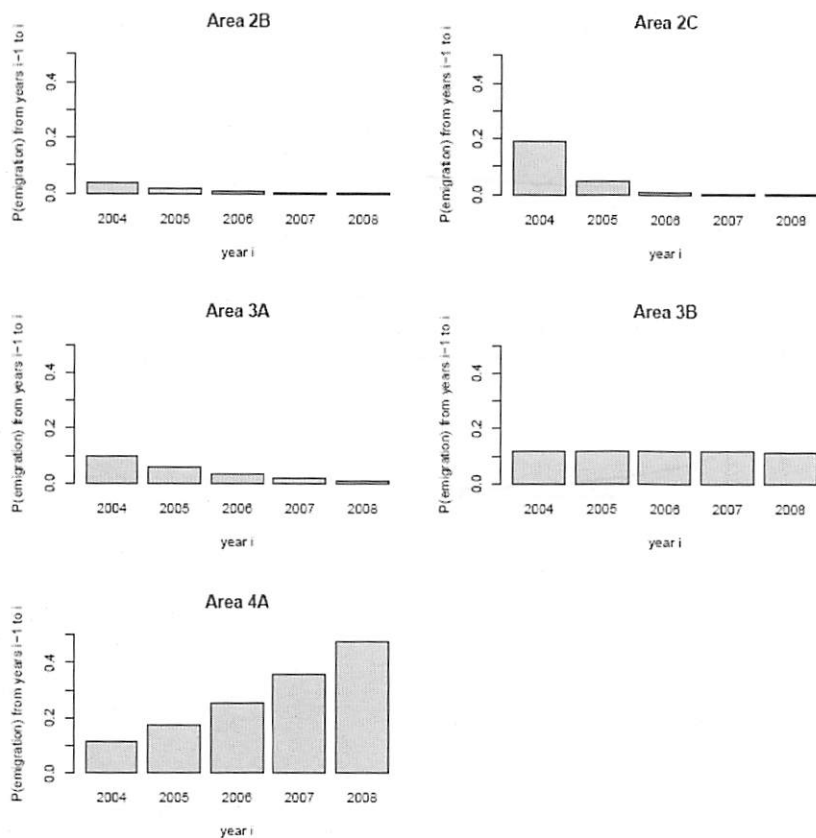 Area 2B
P(emigration) from years i−1 to i
0.4
0.2
0.0
2004 2005 2006 2007 2008
year i
Area 2C
P(emigration) from years i−1 to i
0.4
0.2
0.0
2004 2005 2006 2007 2008
year i
Area 3A
P(emigration) from years i−1 to i
0.4
0.2
0.0
2004 2005 2006 2007 2008
year i
Area 3B
P(emigration) from years i−1 to i
0.4
0.2
0.0
2004 2005 2006 2007 2008
year i
Area 4A
P(emigration) from years i−1 to i
0.4
0.2
0.0
2004 2005 2006 2007 2008
year i